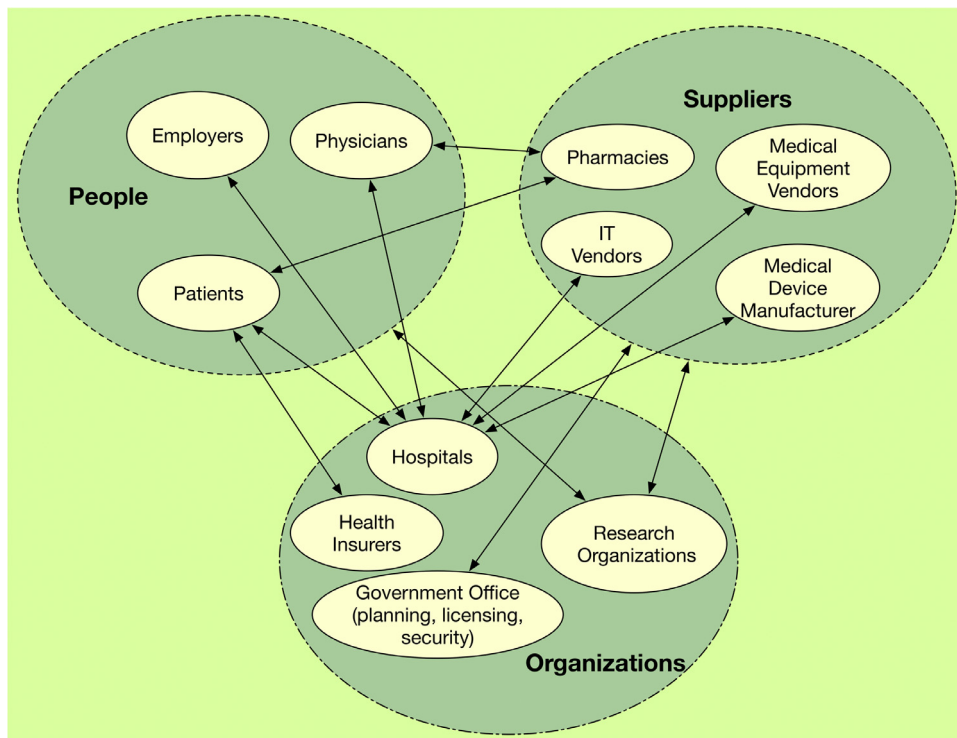 People
Employers
Physicians
Patients
Suppliers
Pharmacies
Medical
Equipment
Vendors
IT
Vendors
Medical
Device
Manufacturer
Hospitals
Health
Insurers
Research
Organizations
Government Office
(planning, licensing,
security)
Organizations